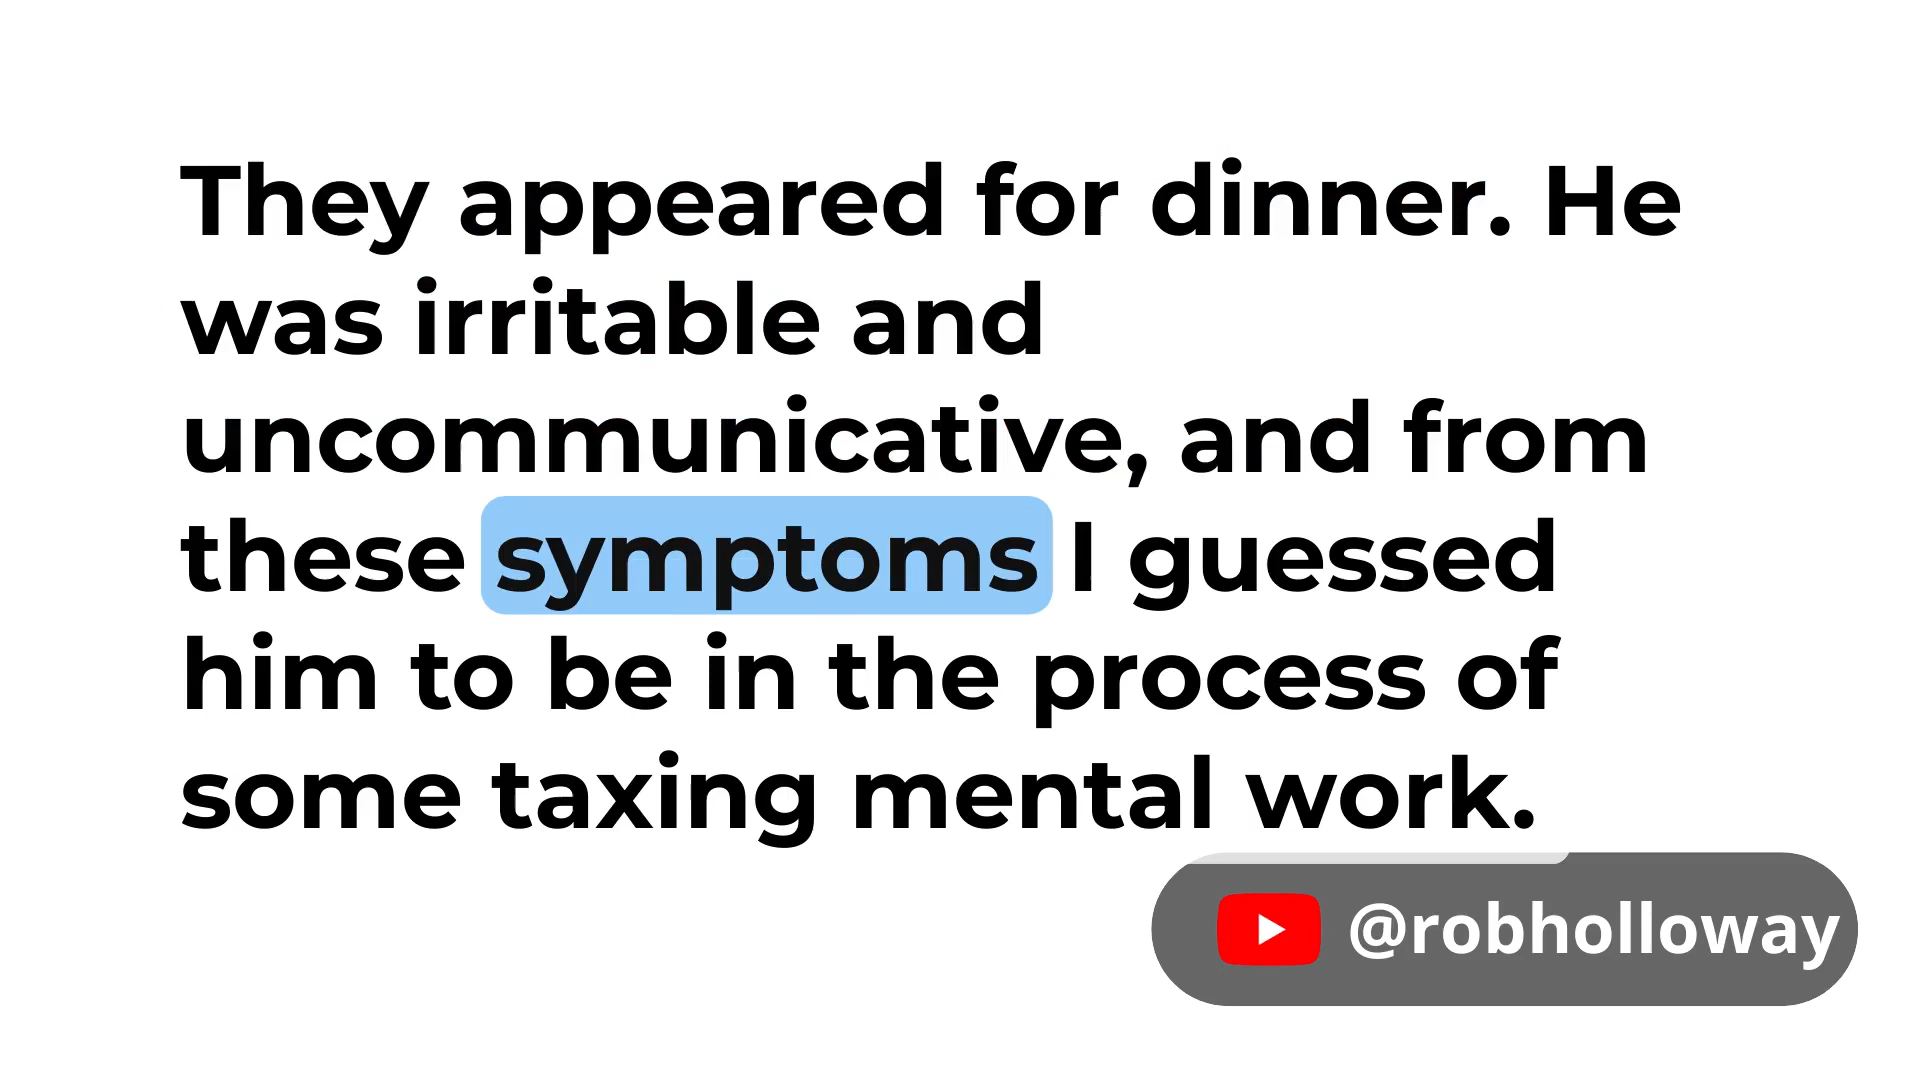 They appeared for dinner. He
was irritable and
uncommunicative, and from
these symptoms I guessed
him to be in the process of
some taxing mental work.
@robholloway